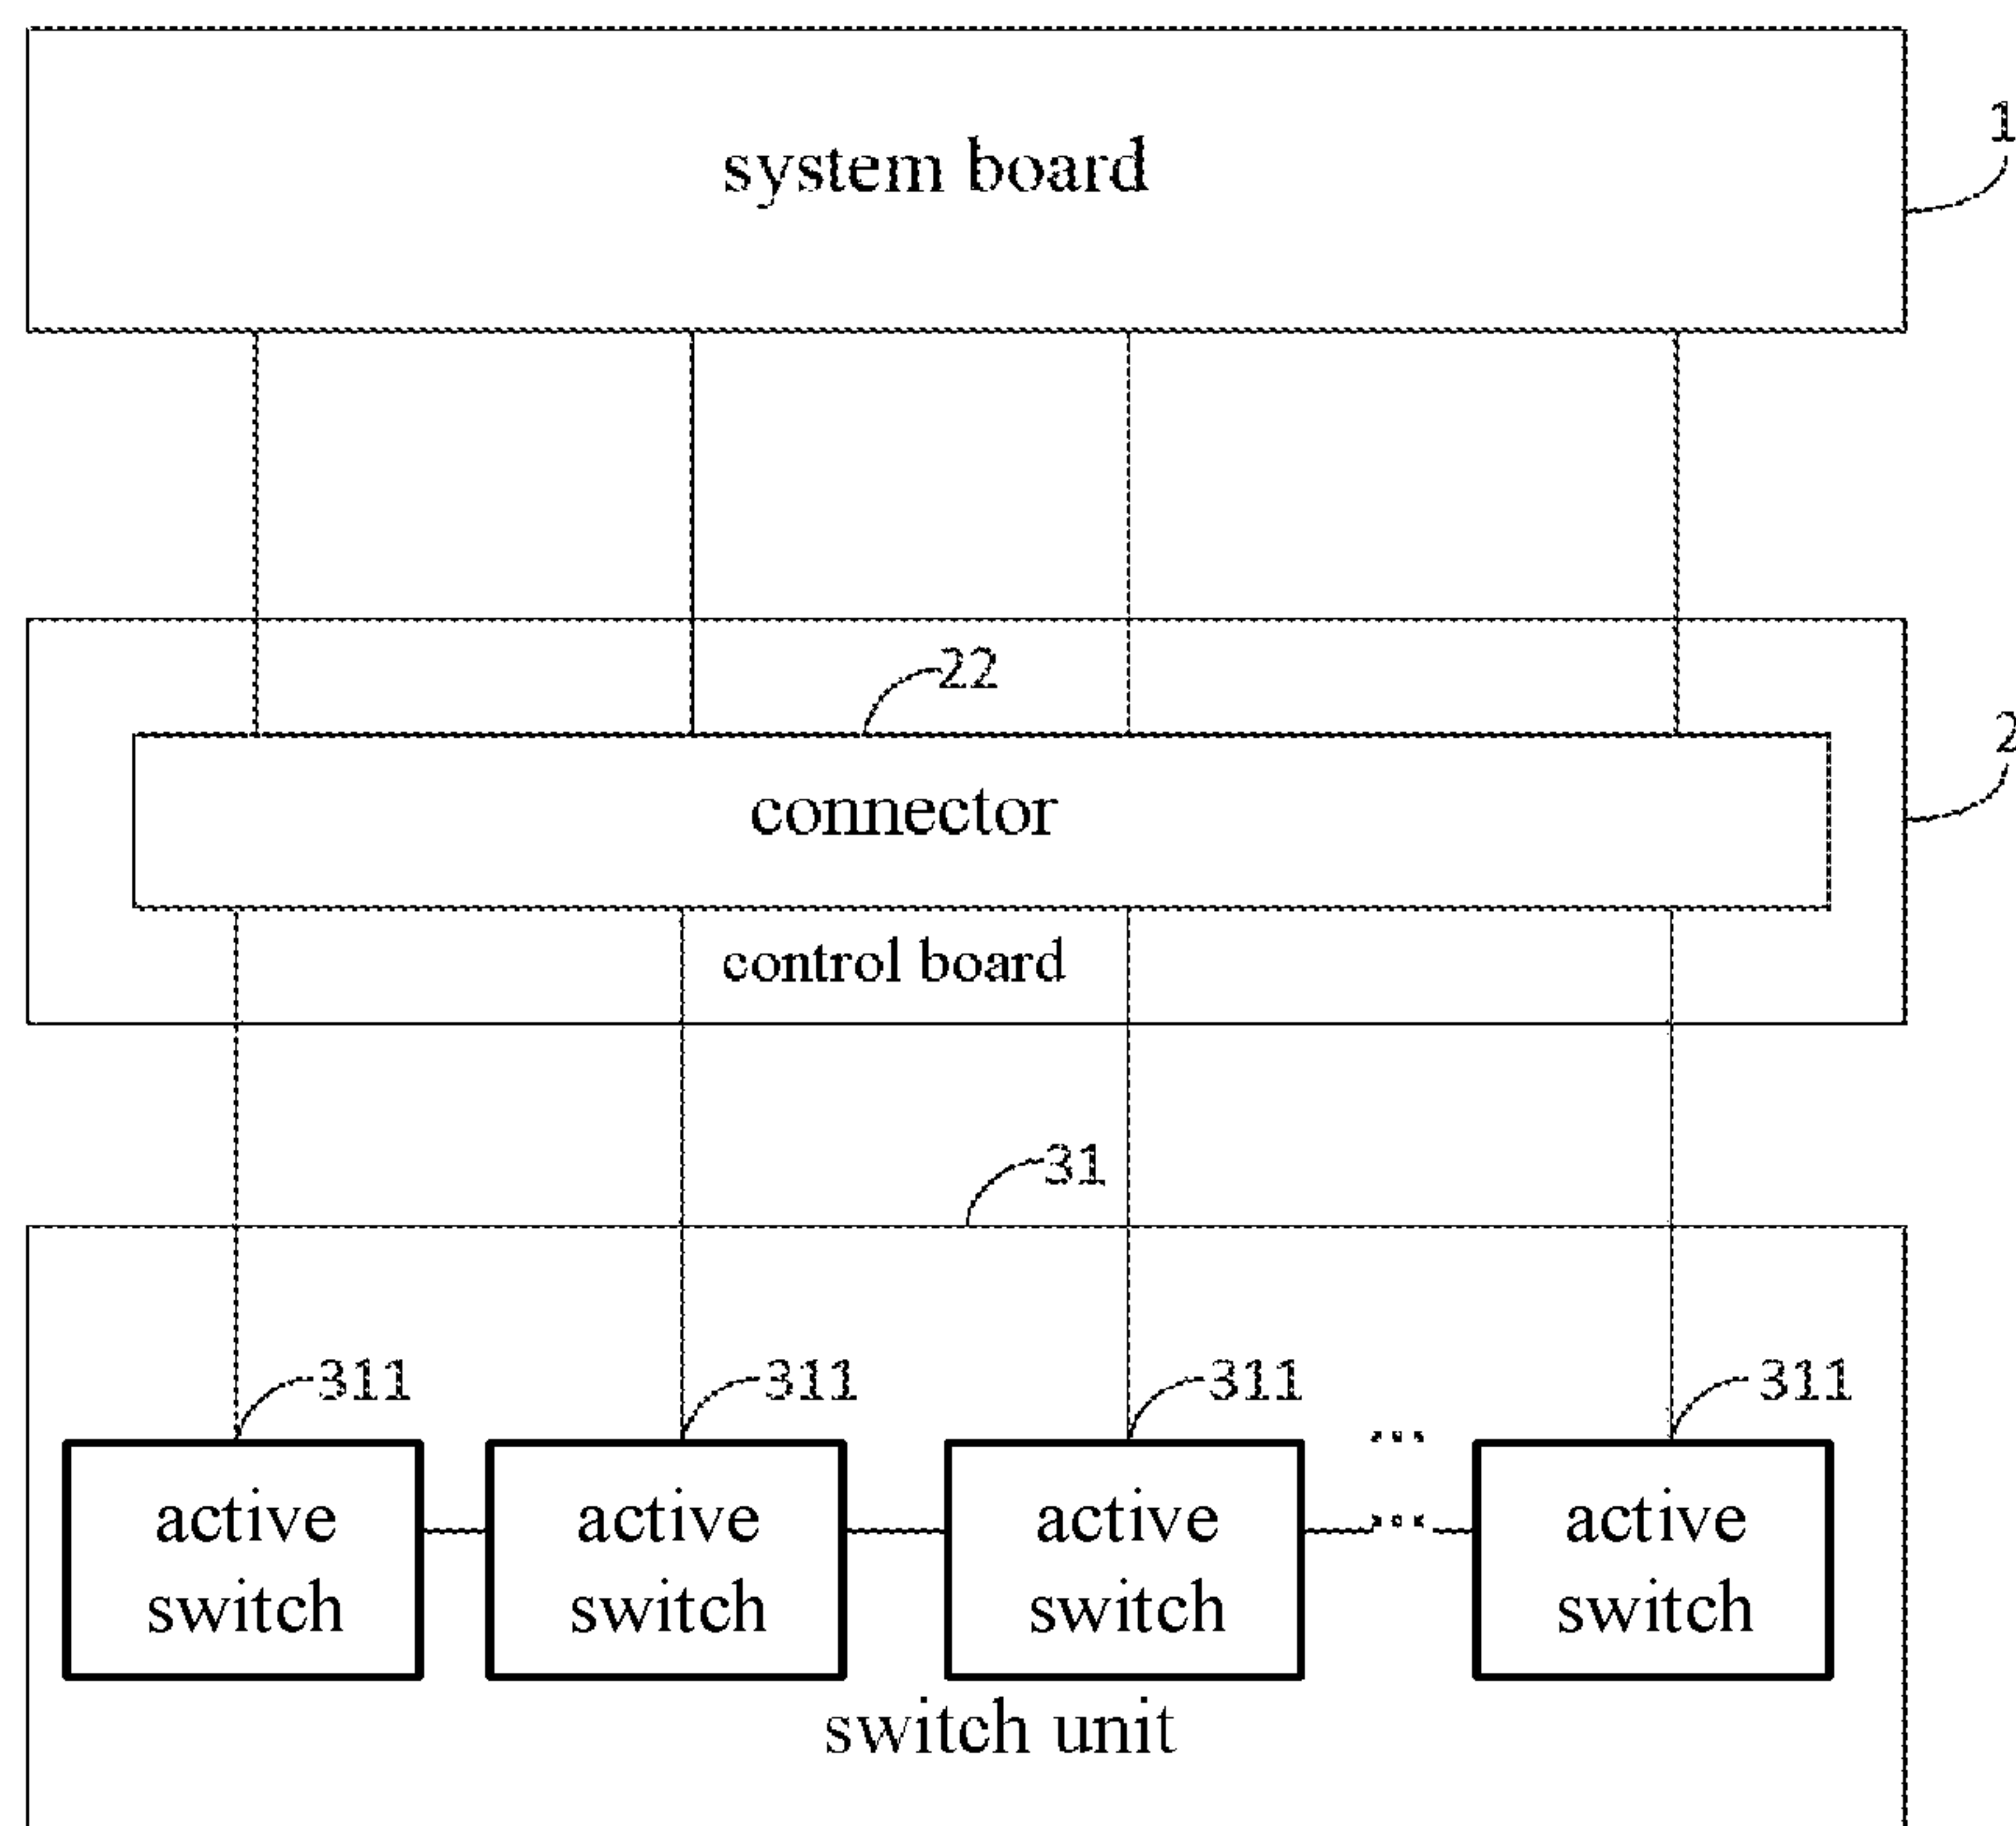 1
system board
22
2
connector
control board
31
311 311 311 311
...
active active active ... active
switch switch switch switch
switch unit